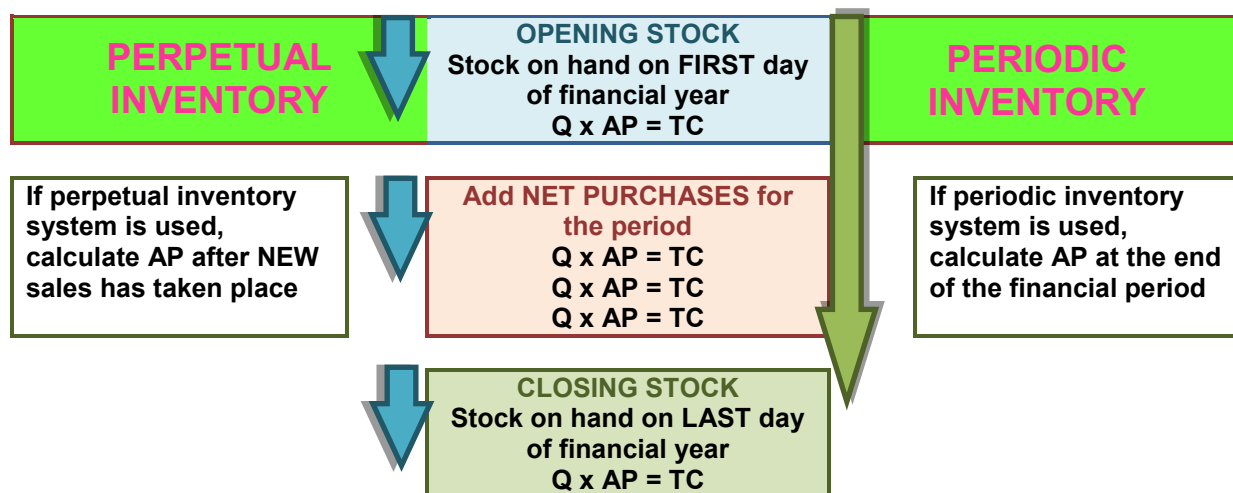 PERPETUAL
INVENTORY
OPENING STOCK
Stock on hand on FIRST day
of financial year
Q x AP = TC
PERIODIC
INVENTORY
If perpetual inventory
system is used,
calculate AP after NEW
sales has taken place
Add NET PURCHASES for
the period
Q x AP = TC
Q x AP = TC
Q x AP = TC
If periodic inventory
system is used,
calculate AP at the end
of the financial period
CLOSING STOCK
Stock on hand on LAST day
of financial year
Q x AP = TC